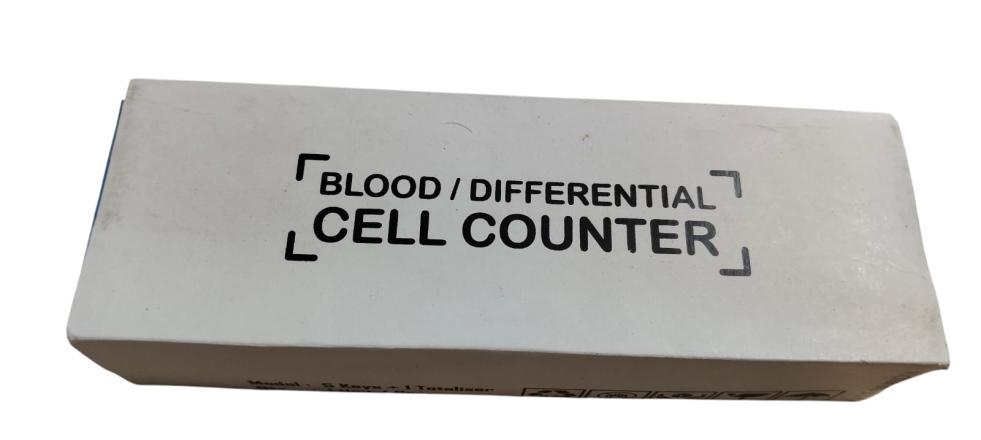 BLOOD / DIFFERENTIAL
CELL COUNTER
Model : 5 Keys + 1 Totaliser